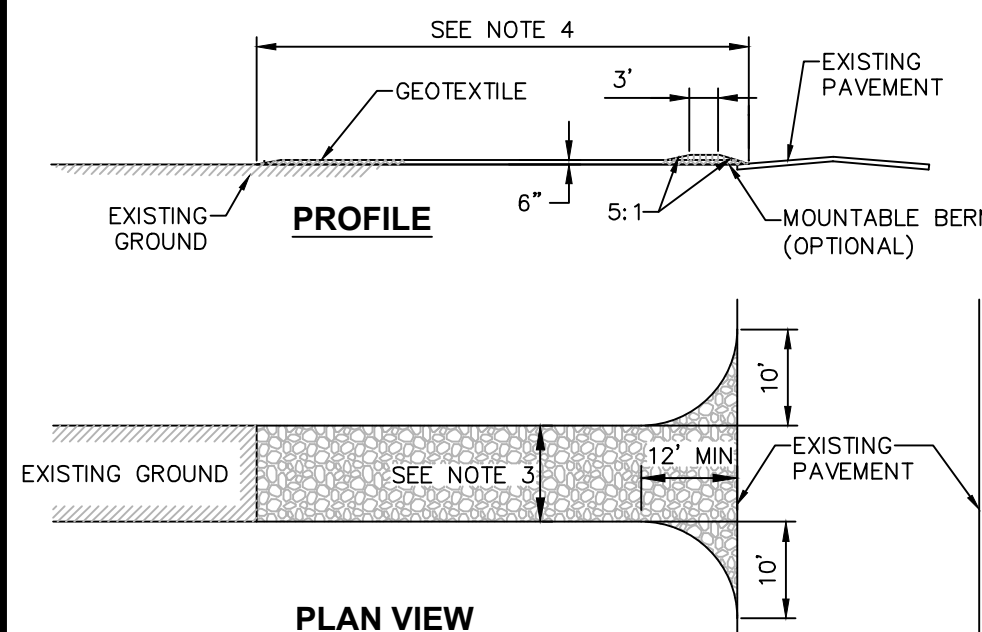 SEE NOTE 4
3'
EXISTING
PAVEMENT
GEOTEXTILE
EXISTING
GROUND
PROFILE
6"
5:1
MOUNTABLE BERM
(OPTIONAL)
10'
EXISTING GROUND
SEE NOTE 3
12' MIN
EXISTING
PAVEMENT
10'
PLAN VIEW